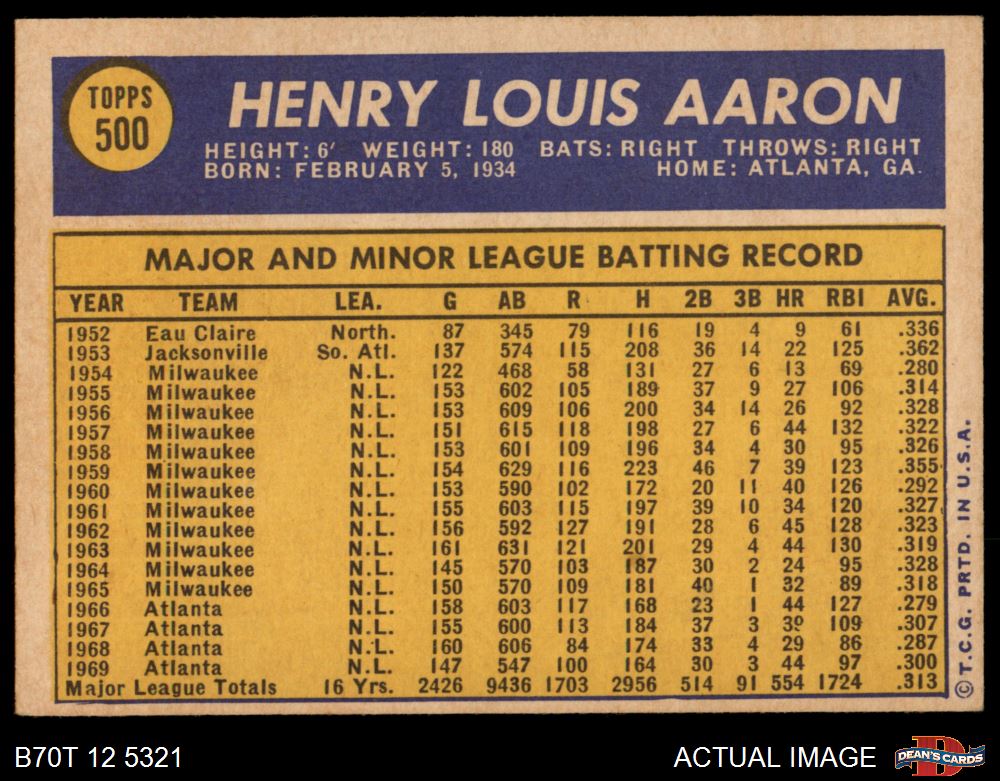 TOPPS
500
HENRY LOUIS AARON
HEIGHT: 6' WEIGHT: 180 BATS: RIGHT THROWS: RIGHT
BORN: FEBRUARY 5, 1934 HOME: ATLANTA, GA.
MAJOR AND MINOR LEAGUE BATTING RECORD
YEAR TEAM LEA. G AB R H 2B 3B HR RBI AVG.
1952 Eau Claire North. 87 345 79 116 19 4 9 61 .336
1953 Jacksonville So. Atl. 137 574 115 208 36 14 22 125 .362
1954 Milwaukee N.L. 122 468 58 131 27 6 13 69 .280
1955 Milwaukee N.L. 153 602 105 189 37 9 27 106 .314
1956 Milwaukee N.L. 153 609 106 200 34 14 26 92 .328
1957 Milwaukee N.L. 151 615 118 198 27 6 44 132 .322
1958 Milwaukee N.L. 153 601 109 196 34 4 30 95 .326
1959 Milwaukee N.L. 154 629 116 223 46 7 39 123 .355
1960 Milwaukee N.L. 153 590 102 172 20 11 40 126 .292
1961 Milwaukee N.L. 155 603 115 197 39 10 34 120 .327
1962 Milwaukee N.L. 156 592 127 191 28 6 45 128 .323
1963 Milwaukee N.L. 161 631 121 201 29 4 44 130 .319
1964 Milwaukee N.L. 145 570 103 187 30 2 24 95 .328
1965 Milwaukee N.L. 150 570 109 181 40 1 32 89 .318
1966 Atlanta N.L. 158 603 117 168 23 1 44 127 .279
1967 Atlanta N.L. 155 600 113 184 37 3 39 109 .307
1968 Atlanta N.L. 160 606 84 174 33 4 29 86 .287
1969 Atlanta N.L. 147 547 100 164 30 3 44 97 .300
Major League Totals 16 Yrs. 2426 9436 1703 2956 514 91 554 1724 .313
© T.C.G. PRTD. IN U.S.A.
B70T 12 5321 ACTUAL IMAGE
DEAN'S CARDS